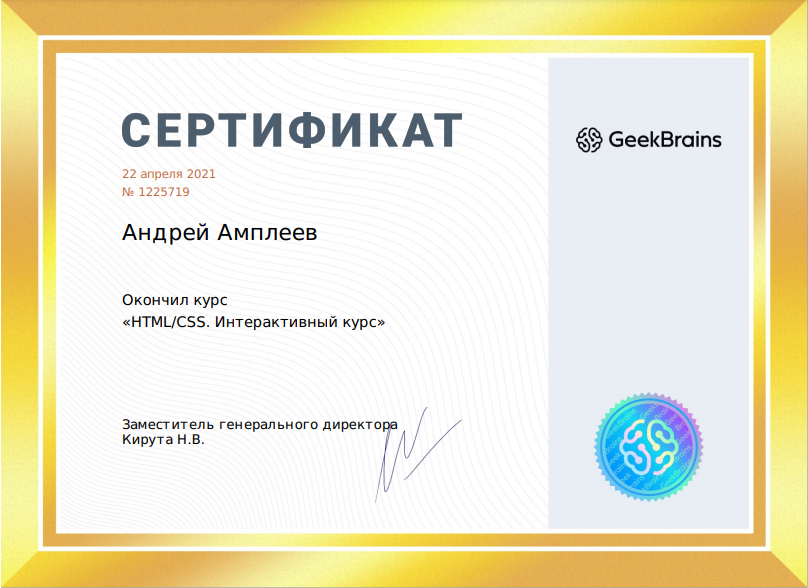 СЕРТИФИКАТ
22 апреля 2021
№ 1225719
Андрей Амплеев
Окончил курс
«HTML/CSS. Интерактивный курс»
Заместитель генерального директора
Кирута Н.В.
GeekBrains